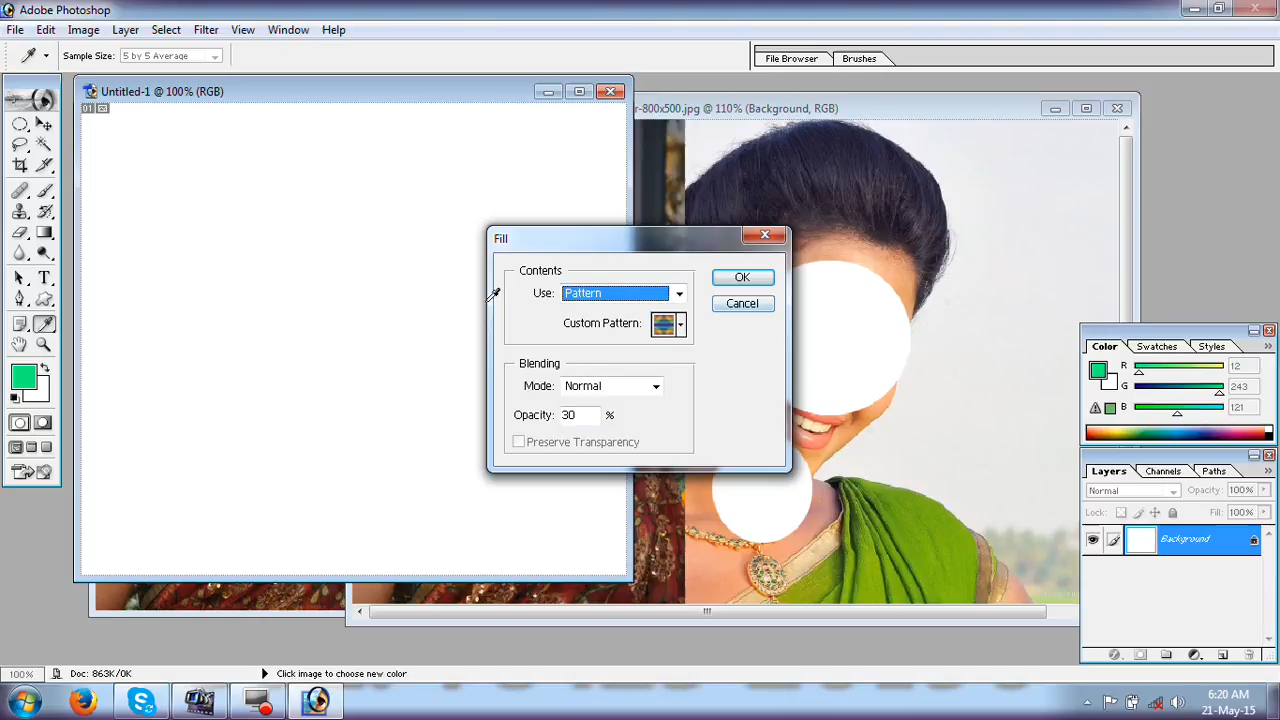 Adobe Photoshop
File Edit Image Layer Select Filter View Window Help
Sample Size: 5 by 5 Average
File Browser Brushes
Untitled-1 @ 100% (RGB)
r-800x500.jpg @ 110% (Background, RGB)
01
Fill
Contents
Use: Pattern
OK
Custom Pattern:
Cancel
Blending
Mode: Normal
Opacity: 30 %
Preserve Transparency
Color Swatches Styles
R 12
G 243
B 121
Layers Channels Paths
Normal Opacity: 100%
Lock: Fill: 100%
Background
100% Doc: 863K/0K Click image to choose new color
6:20 AM
21-May-15